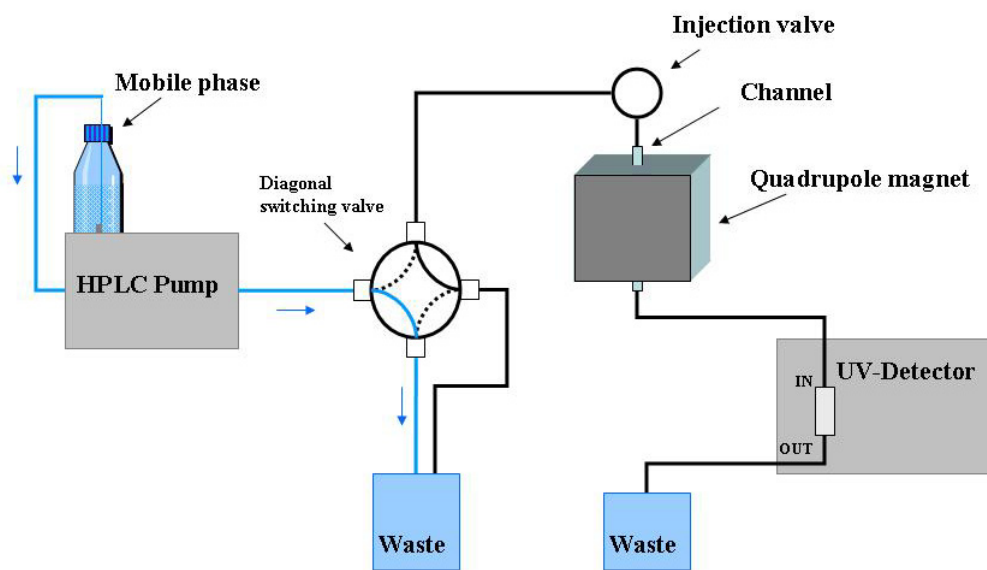 Injection valve
Mobile phase
Channel
Quadrupole magnet
Diagonal
switching valve
HPLC Pump
UV-Detector
IN
OUT
Waste
Waste